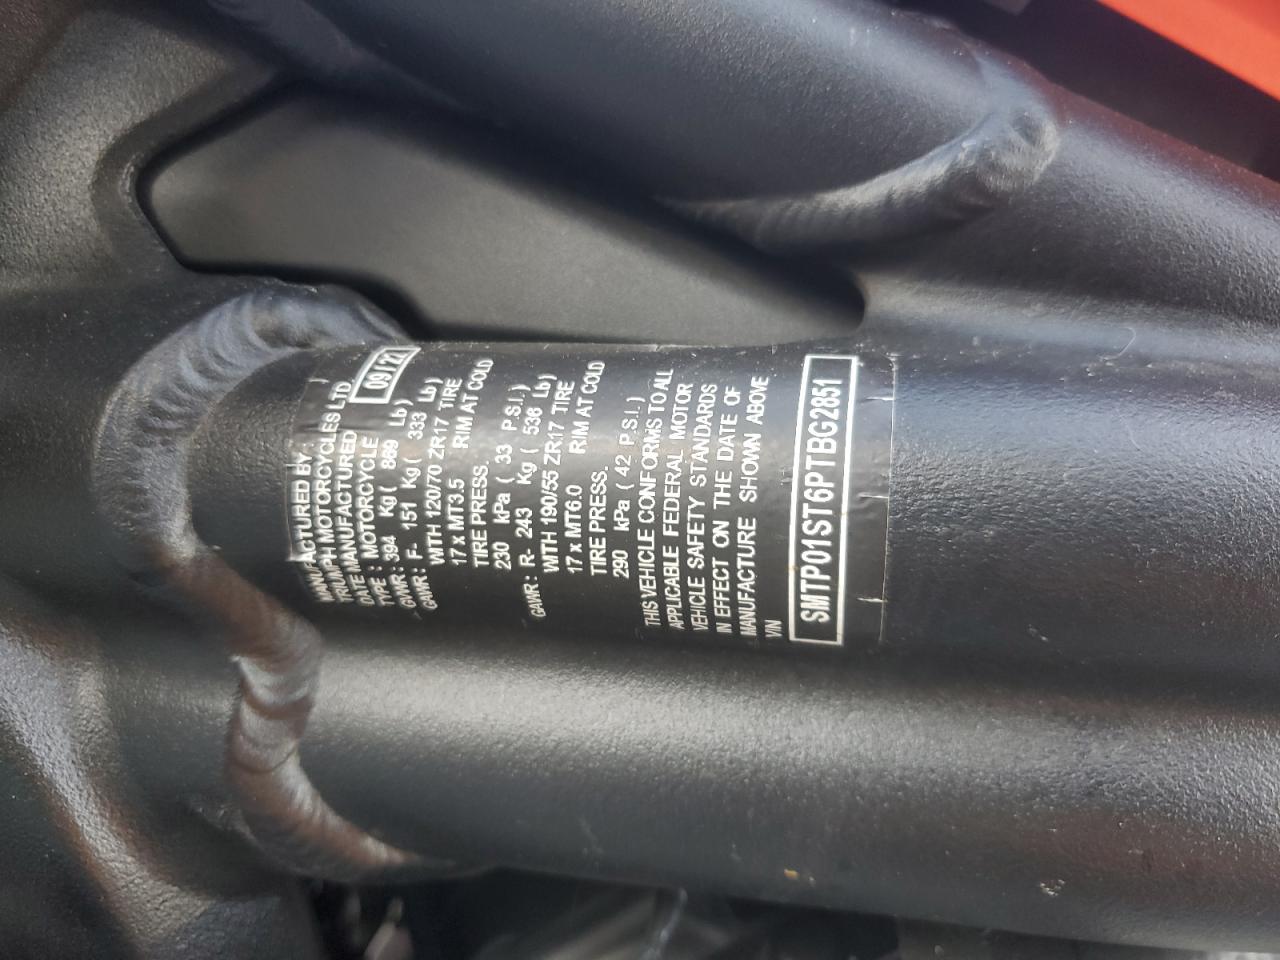 MANUFACTURED BY:
TRIUMPH MOTORCYCLES LTD.
DATE MANUFACTURED 09/22
TYPE : MOTORCYCLE
GVWR : 394 Kg ( 869 Lb )
GAWR : F- 151 Kg ( 333 Lb )
WITH 120/70 ZR17 TIRE
17 x MT3.5 RIM AT COLD
TIRE PRESS.
230 kPa ( 33 P.S.I. )
GAWR : R- 243 Kg ( 536 Lb )
WITH 190/55 ZR17 TIRE
17 x MT6.0 RIM AT COLD
TIRE PRESS.
290 kPa ( 42 P.S.I. )
THIS VEHICLE CONFORMS TO ALL
APPLICABLE FEDERAL MOTOR
VEHICLE SAFETY STANDARDS
IN EFFECT ON THE DATE OF
MANUFACTURE SHOWN ABOVE
VIN
SMTP01ST6PTBG2851